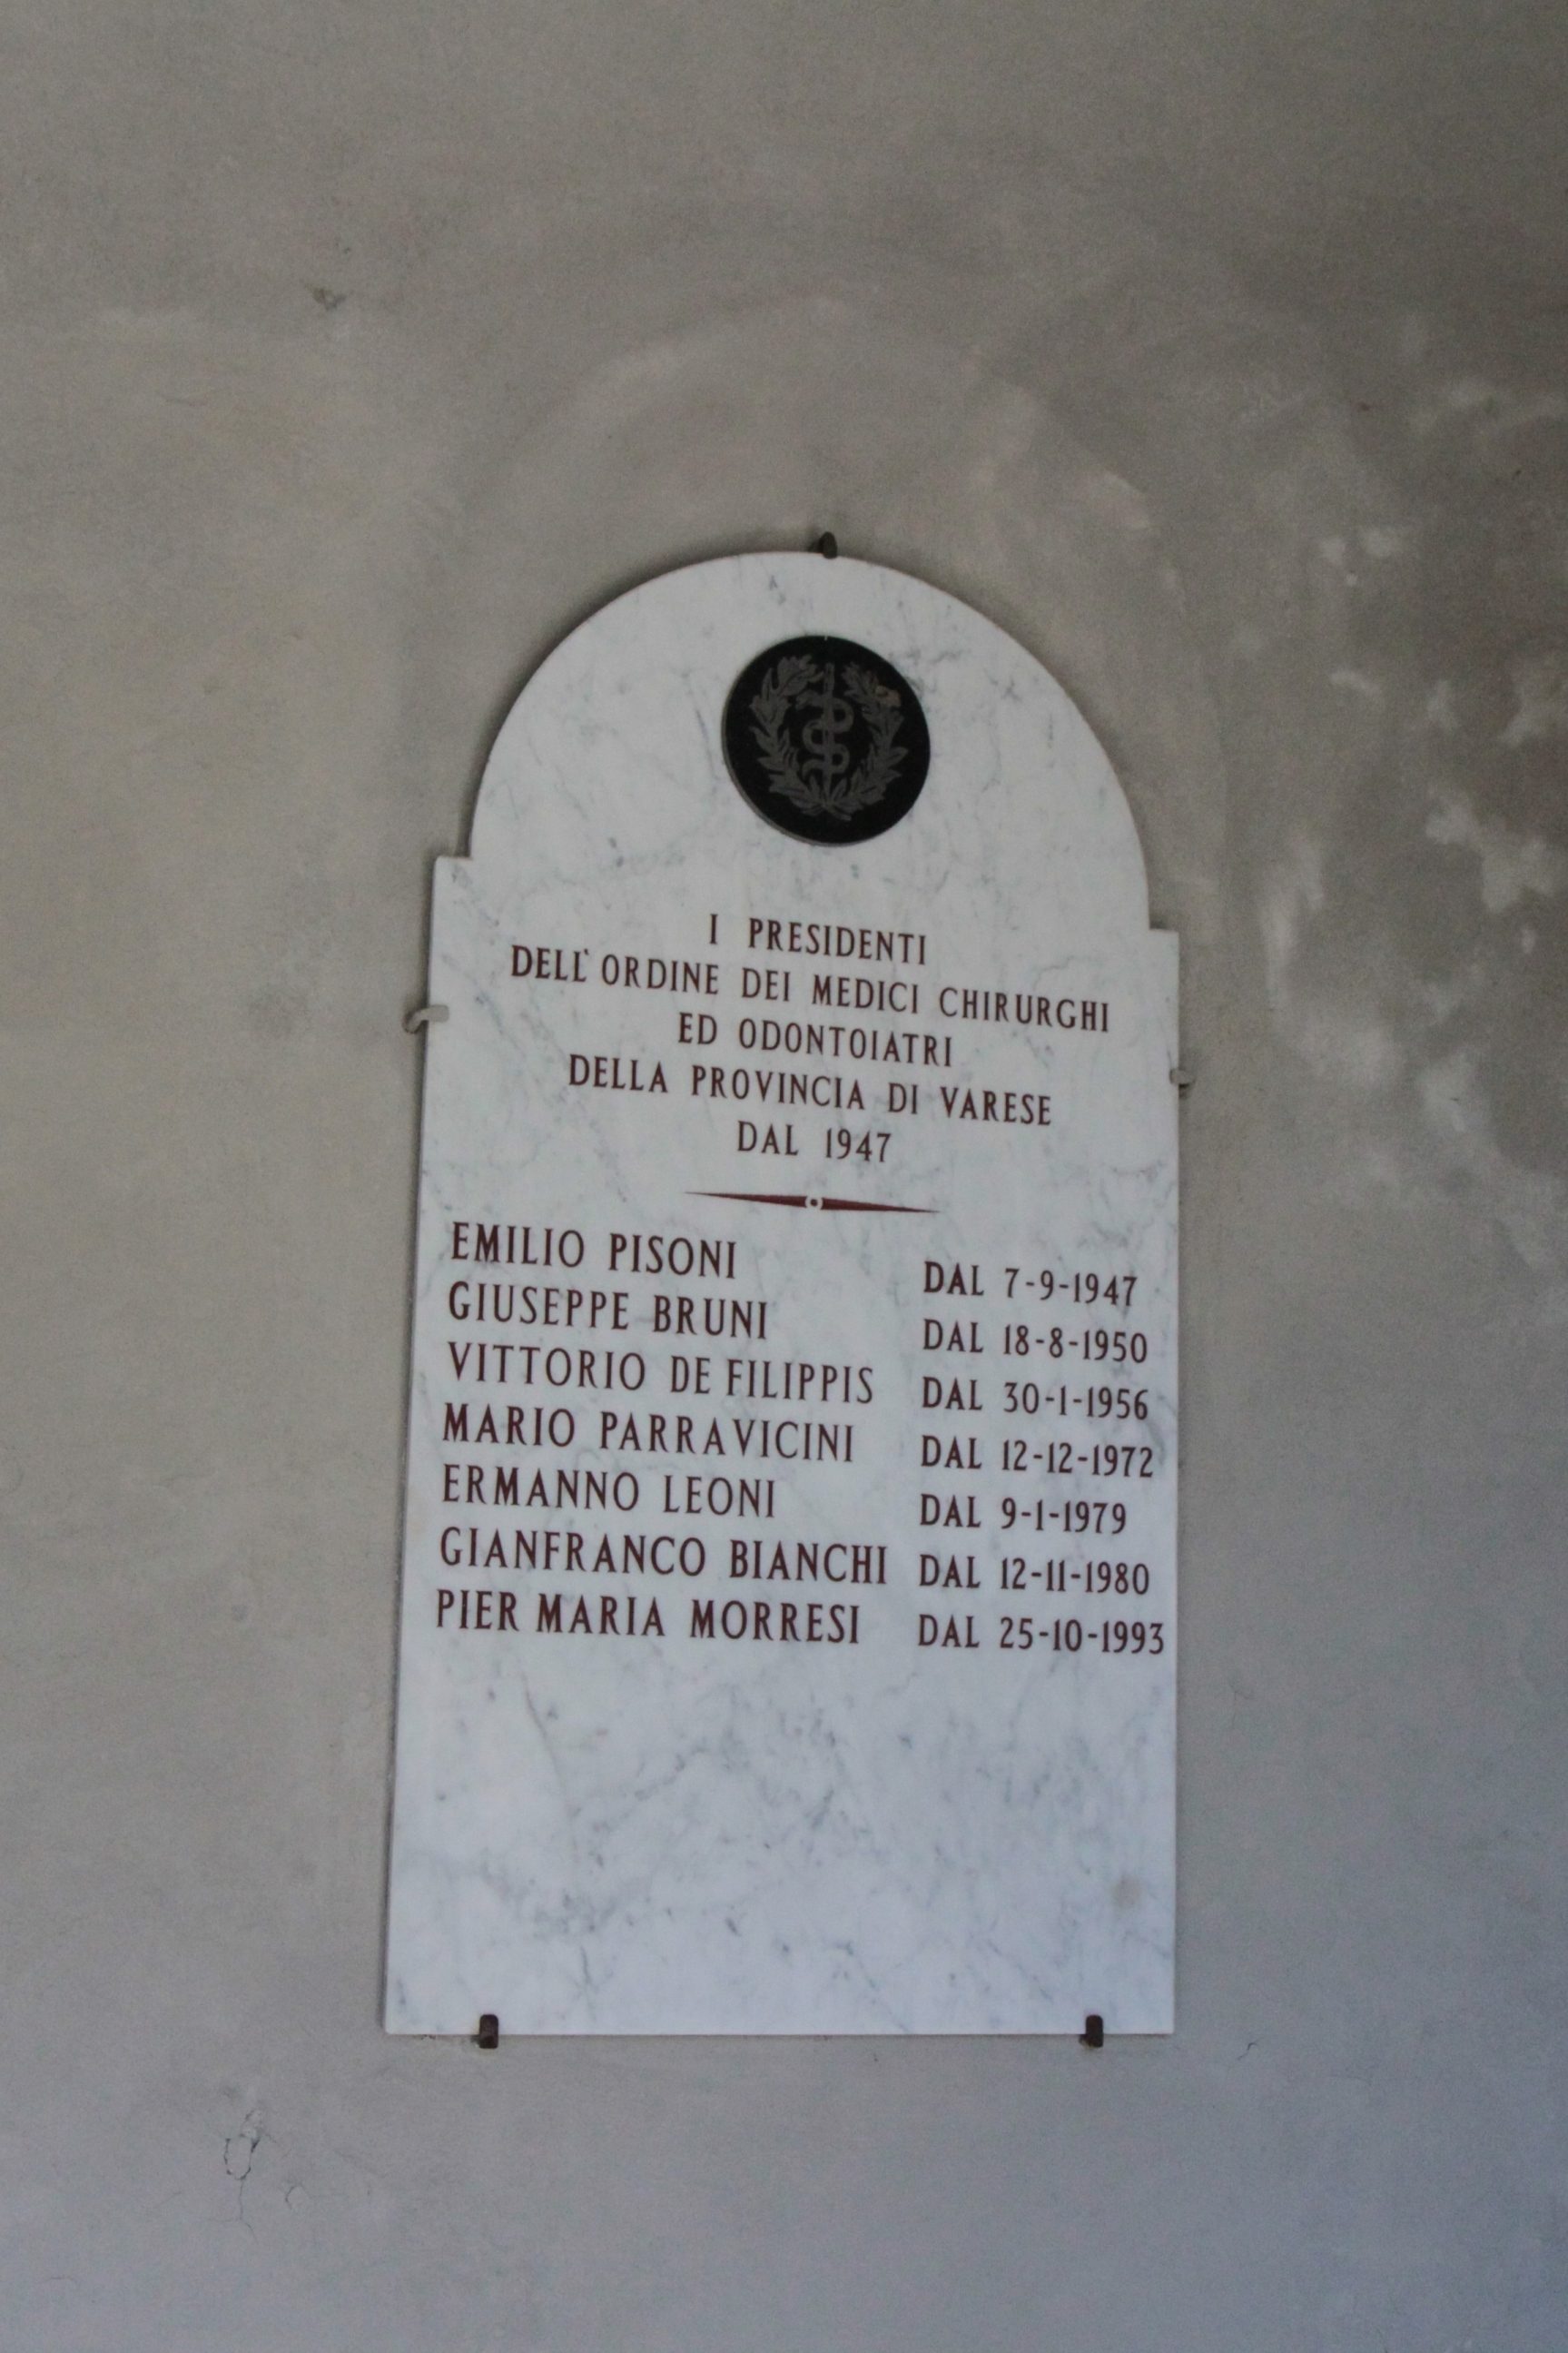 I PRESIDENTI
DELL'ORDINE DEI MEDICI CHIRURGHI
ED ODONTOIATRI
DELLA PROVINCIA DI VARESE
DAL 1947
EMILIO PISONI DAL 7-9-1947
GIUSEPPE BRUNI DAL 18-8-1950
VITTORIO DE FILIPPIS DAL 30-1-1956
MARIO PARRAVICINI DAL 12-12-1972
ERMANNO LEONI DAL 9-1-1979
GIANFRANCO BIANCHI DAL 12-11-1980
PIER MARIA MORRESI DAL 25-10-1993